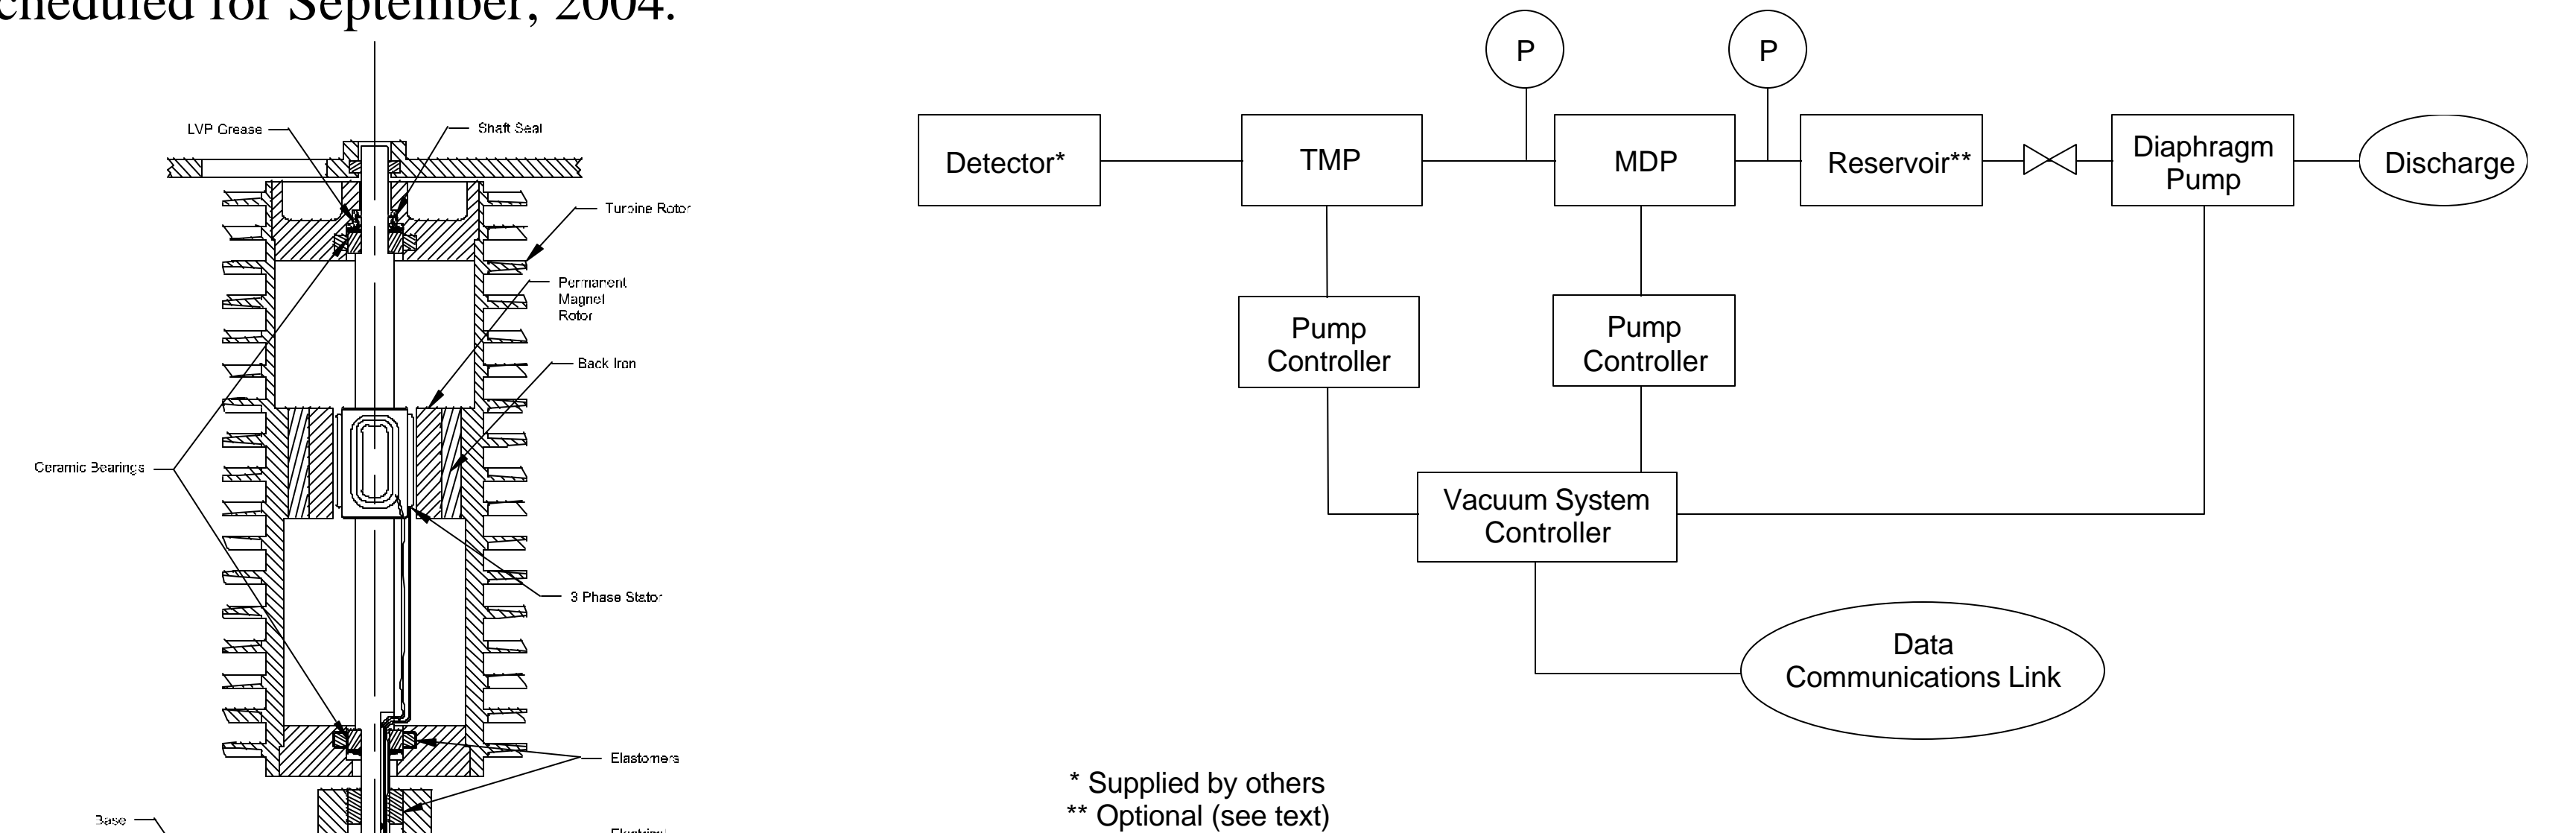 cheduled for September, 2004.
LVP Grease
Shaft Seal
Turbine Rotor
Permanent
Magnet
Rotor
Back Iron
Ceramic Bearings
3 Phase Stator
Elastomers
Base
P
P
Detector*
TMP
MDP
Reservoir**
Diaphragm
Pump
Discharge
Pump
Controller
Pump
Controller
Vacuum System
Controller
Data
Communications Link
* Supplied by others
** Optional (see text)